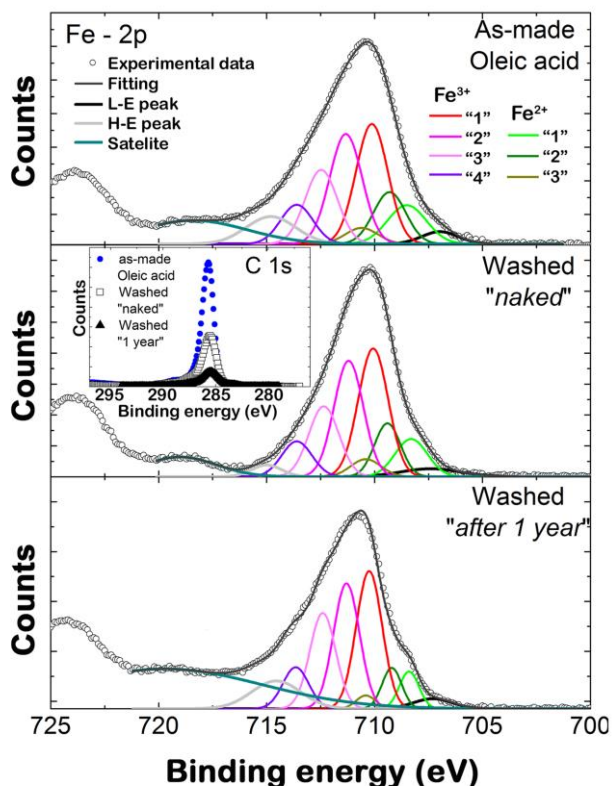 Fe - 2p
Experimental data
Fitting
L-E peak
H-E peak
Satelite
As-made
Oleic acid
Fe³⁺ Fe²⁺
"1" "1"
"2" "2"
"3" "3"
"4"
Counts
C 1s
as-made
Oleic acid
Washed
"naked"
Washed
"1 year"
Counts
295 290 285 280
Binding energy (eV)
Washed
"naked"
Counts
Washed
"after 1 year"
Counts
725 720 715 710 705 700
Binding energy (eV)